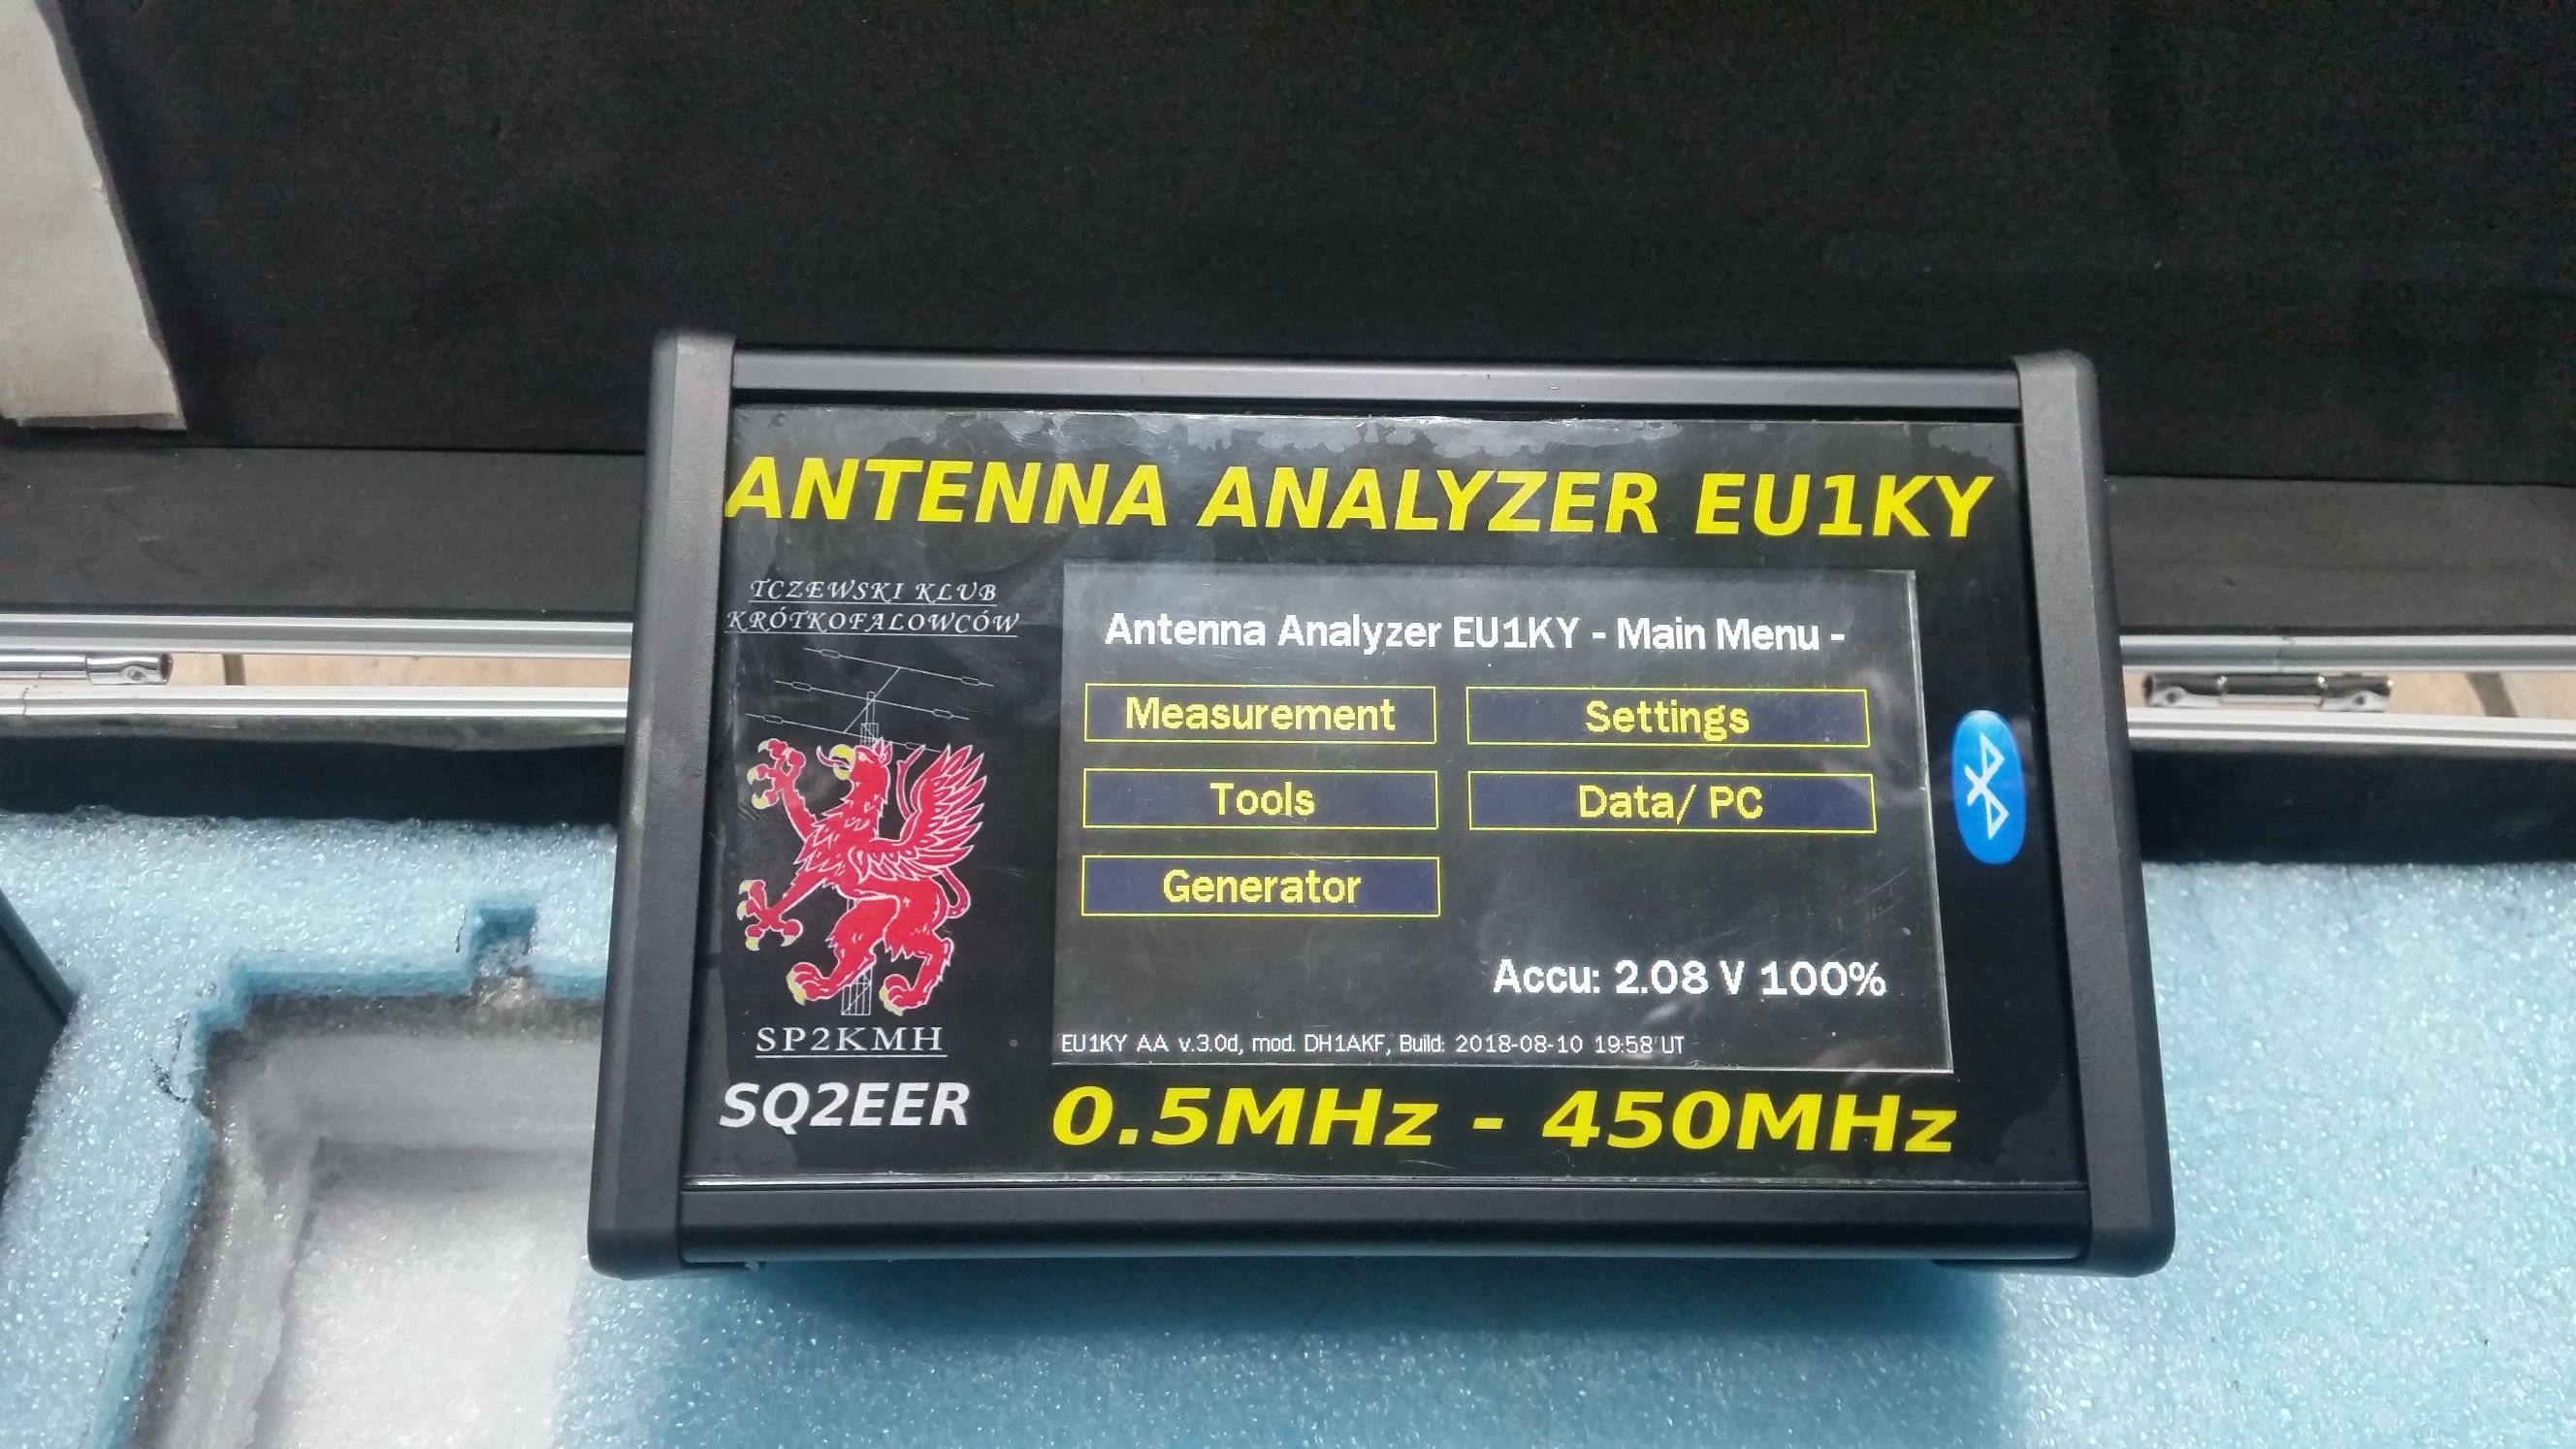 ANTENNA ANALYZER EU1KY
TCZEWSKI KLUB
KRÓTKOFALOWCÓW
SP2KMH
SQ2EER
Antenna Analyzer EU1KY - Main Menu -
Measurement
Settings
Tools
Data/ PC
Generator
Accu: 2.08 V 100%
EU1KY AA v.3.0d, mod. DH1AKF, Build: 2018-08-10 19:58 UT
0.5MHz - 450MHz